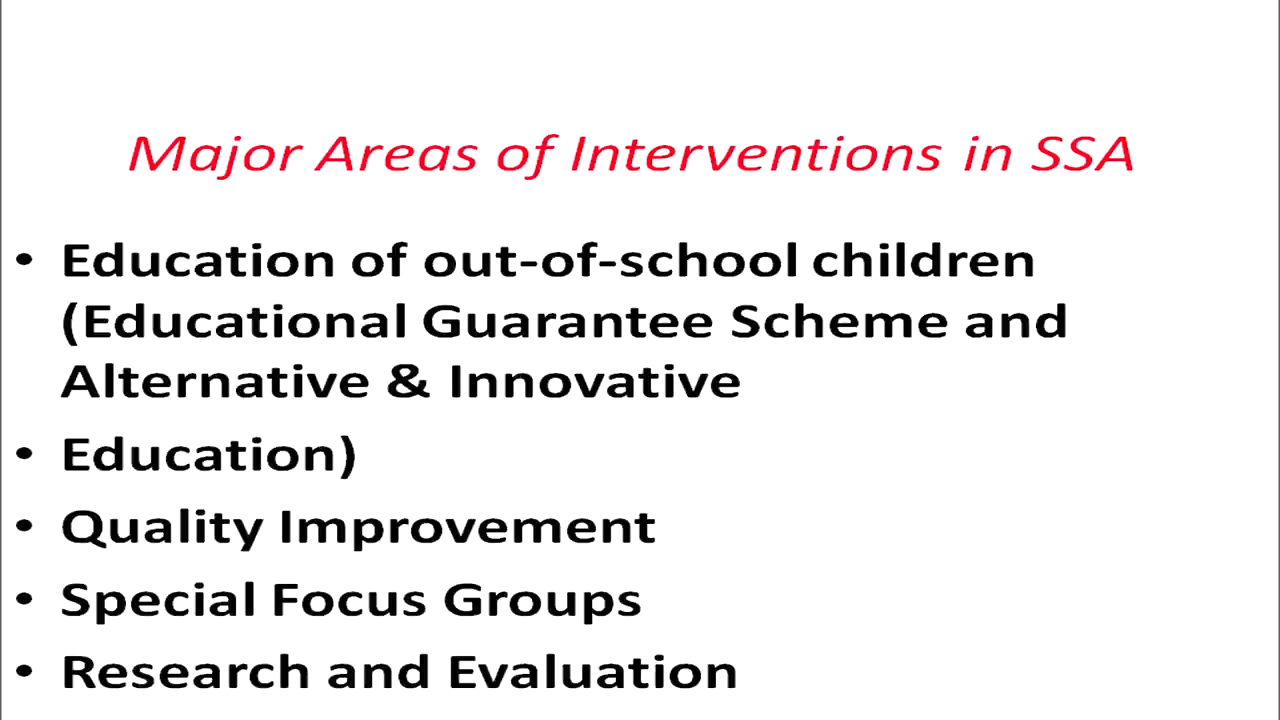 Major Areas of Interventions in SSA
• Education of out-of-school children
(Educational Guarantee Scheme and
Alternative & Innovative
• Education)
• Quality Improvement
• Special Focus Groups
• Research and Evaluation